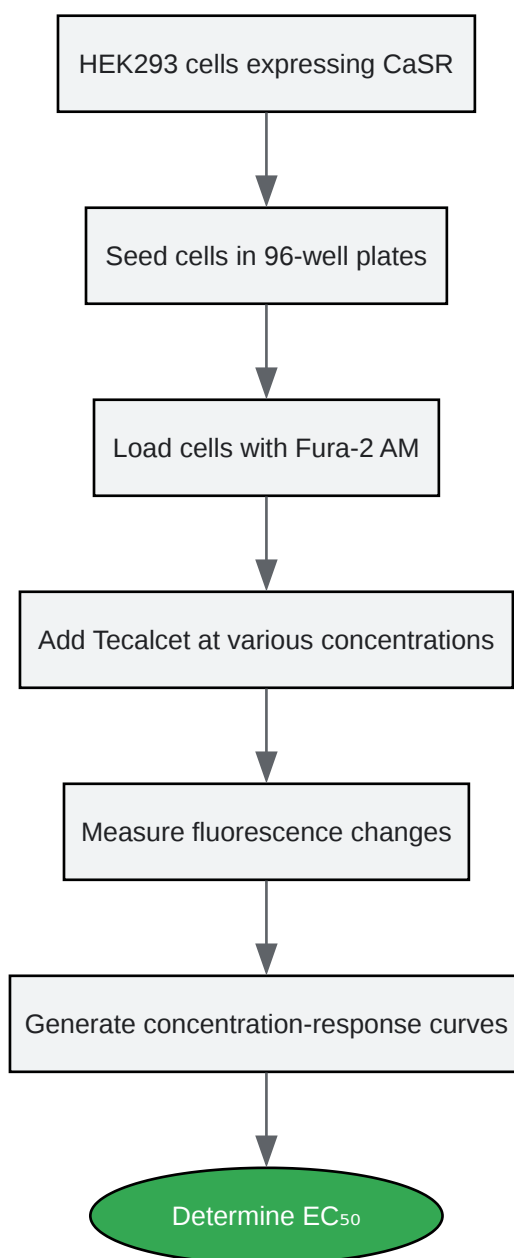 HEK293 cells expressing CaSR
Seed cells in 96-well plates
Load cells with Fura-2 AM
Add Tecalcet at various concentrations
Measure fluorescence changes
Generate concentration-response curves
Determine EC₅₀